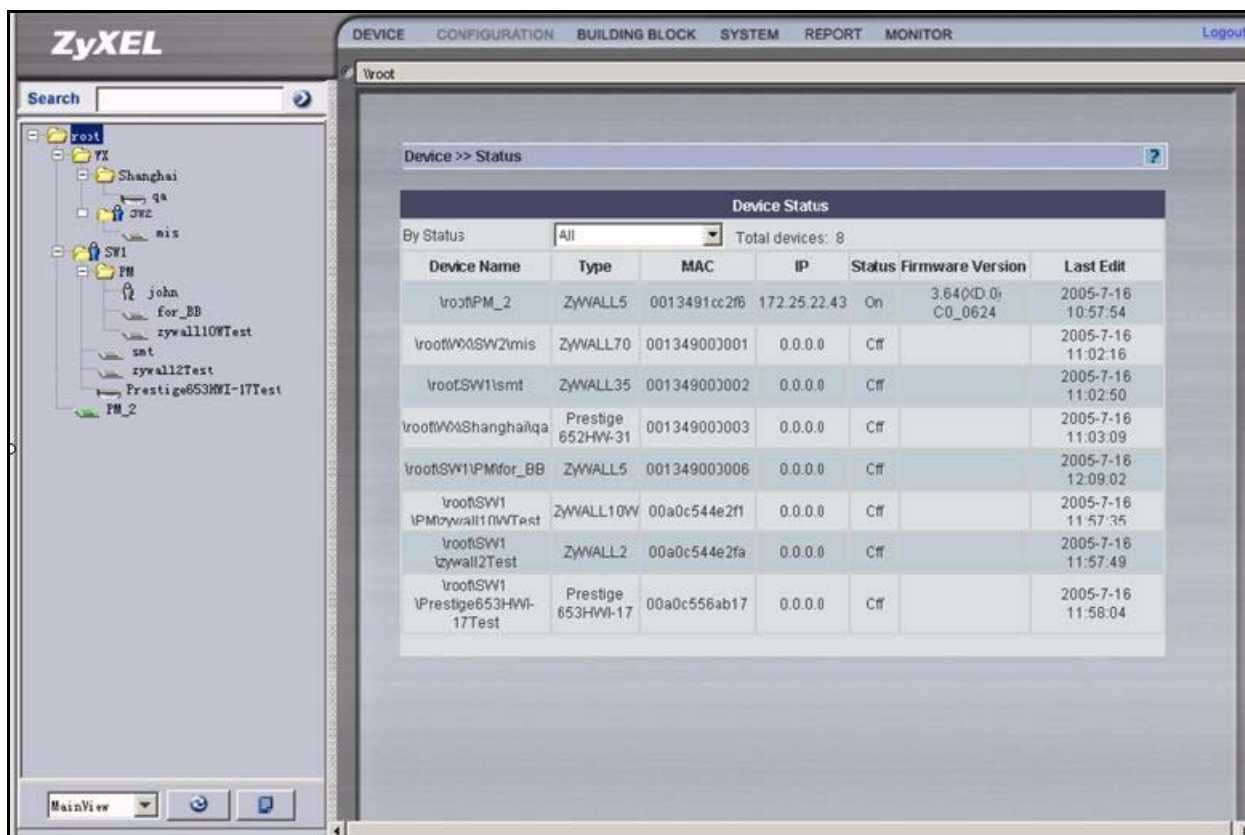 ZyXEL
DEVICE CONFIGURATION BUILDING BLOCK SYSTEM REPORT MONITOR Logout
\\root
Search
root
WX
Shanghai
qa
SW2
mis
SW1
PM
john
for_BB
zywall10WTest
smt
zywall2Test
Prestige653HWI-17Test
PM_2
MainView
Device >> Status ?
Device Status
By Status All Total devices: 8
Device Name Type MAC IP Status Firmware Version Last Edit
\root\PM_2 ZyWALL5 0013491cc2f6 172.25.22.43 On 3.64(XD.0) C0_0624 2005-7-16 10:57:54
\root\WX\SW2\mis ZyWALL70 001349003001 0.0.0.0 Off 2005-7-16 11:02:16
\root\SW1\smt ZyWALL35 001349003002 0.0.0.0 Off 2005-7-16 11:02:50
\root\WX\Shanghai\qa Prestige 652HW-31 001349003003 0.0.0.0 Off 2005-7-16 11:03:09
\root\SW1\PM\for_BB ZyWALL5 001349003006 0.0.0.0 Off 2005-7-16 12:09:02
\root\SW1 \PM\zywall10WTest ZyWALL10W 00a0c544e2f1 0.0.0.0 Off 2005-7-16 11:57:35
\root\SW1 \zywall2Test ZyWALL2 00a0c544e2fa 0.0.0.0 Off 2005-7-16 11:57:49
\root\SW1 \Prestige653HWI-17Test Prestige 653HWI-17 00a0c556ab17 0.0.0.0 Off 2005-7-16 11:58:04